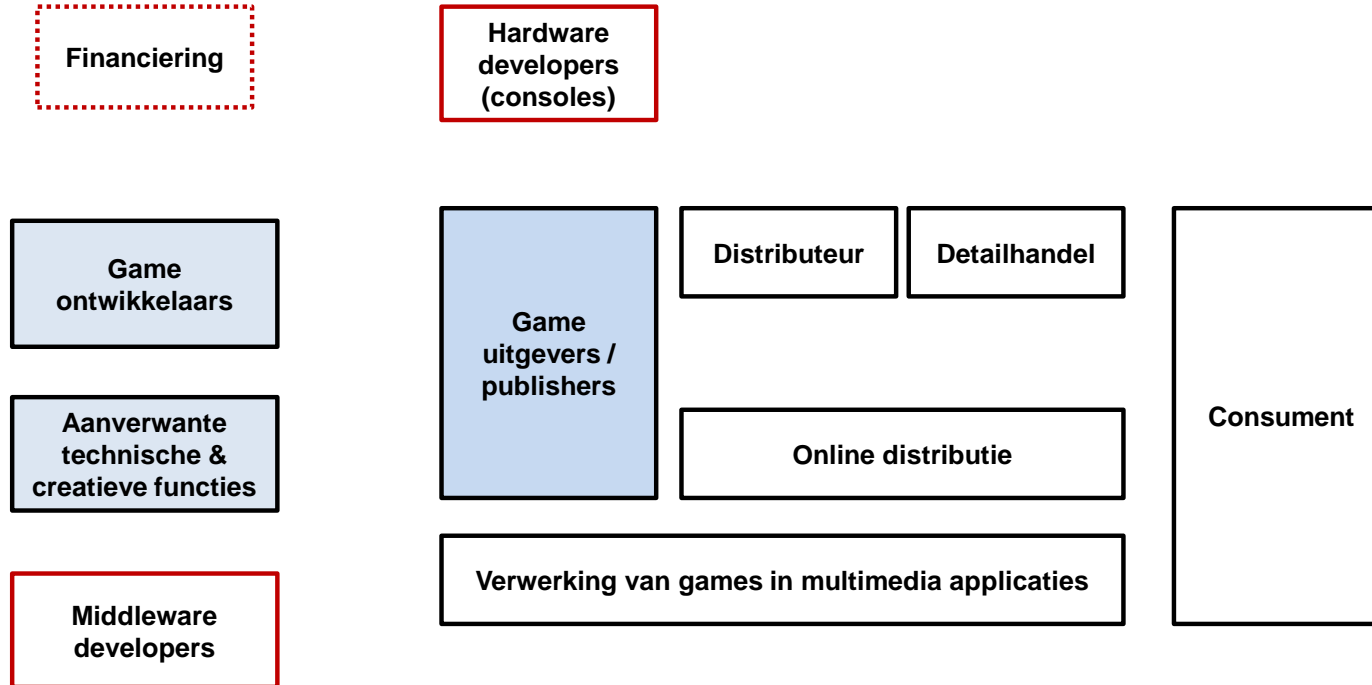 Financiering
Hardware
developers
(consoles)
Game
ontwikkelaars
Game
uitgevers /
publishers
Distributeur
Detailhandel
Consument
Aanverwante
technische &
creatieve functies
Online distributie
Verwerking van games in multimedia applicaties
Middleware
developers